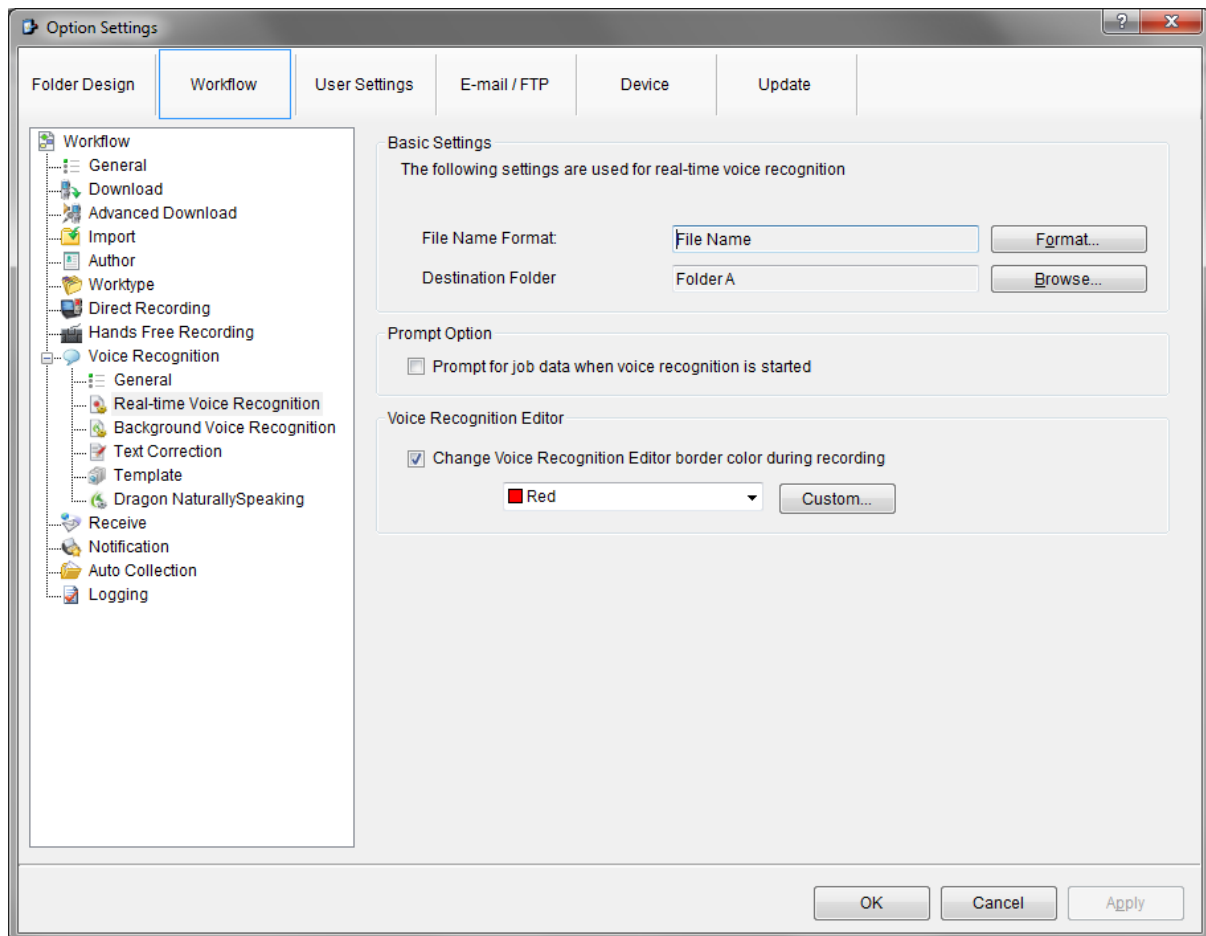 Option Settings
Folder Design Workflow User Settings E-mail / FTP Device Update
Workflow
General
Download
Advanced Download
Import
Author
Worktype
Direct Recording
Hands Free Recording
Voice Recognition
General
Real-time Voice Recognition
Background Voice Recognition
Text Correction
Template
Dragon NaturallySpeaking
Receive
Notification
Auto Collection
Logging
Basic Settings
The following settings are used for real-time voice recognition
File Name Format: File Name Format...
Destination Folder Folder A Browse...
Prompt Option
Prompt for job data when voice recognition is started
Voice Recognition Editor
Change Voice Recognition Editor border color during recording
Red Custom...
OK Cancel Apply